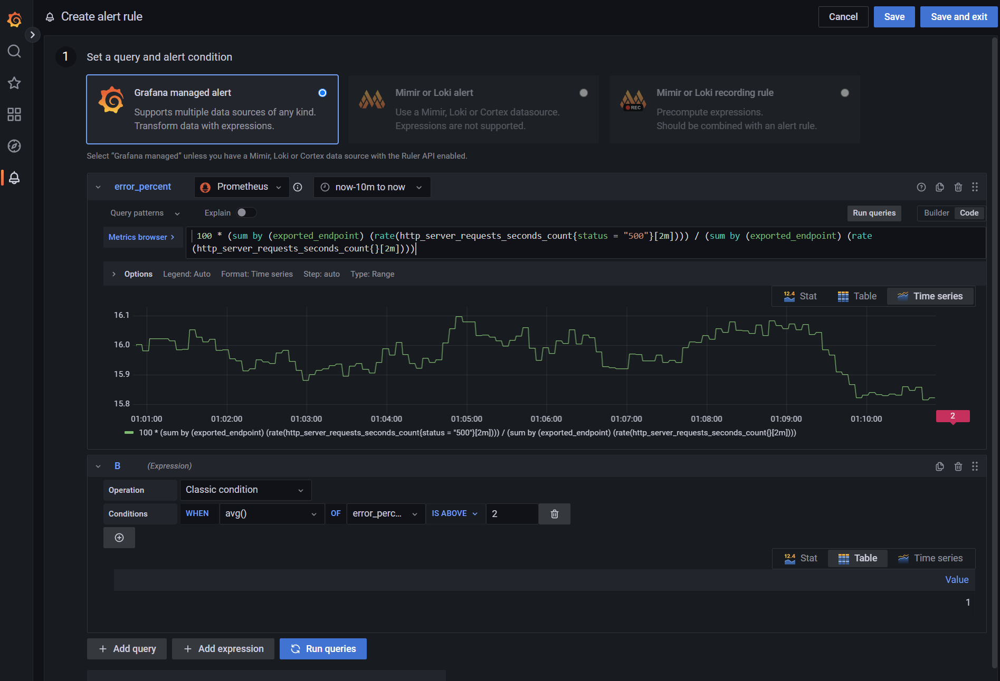 Create alert rule
Cancel
Save
Save and exit
1
Set a query and alert condition
Grafana managed alert
Supports multiple data sources of any kind.
Transform data with expressions.
Mimir or Loki alert
Use a Mimir, Loki or Cortex datasource.
Expressions are not supported.
REC
Mimir or Loki recording rule
Precompute expressions.
Should be combined with an alert rule.
Select “Grafana managed” unless you have a Mimir, Loki or Cortex data source with the Ruler API enabled.
error_percent
Prometheus
now-10m to now
Query patterns
Explain
Run queries
Builder
Code
Metrics browser >
100 * (sum by (exported_endpoint) (rate(http_server_requests_seconds_count{status = "500"}[2m]))) / (sum by (exported_endpoint) (rate
(http_server_requests_seconds_count{}[2m])))
Options
Legend: Auto
Format: Time series
Step: auto
Type: Range
12.4
Stat
Table
Time series
16.1
16.0
15.9
15.8
01:01:00
01:02:00
01:03:00
01:04:00
01:05:00
01:06:00
01:07:00
01:08:00
01:09:00
01:10:00
2
100 * (sum by (exported_endpoint) (rate(http_server_requests_seconds_count{status = "500"}[2m]))) / (sum by (exported_endpoint) (rate(http_server_requests_seconds_count{}[2m])))
B
(Expression)
Operation
Classic condition
Conditions
WHEN
avg()
OF
error_perc...
IS ABOVE
2
12.4
Stat
Table
Time series
Value
1
+ Add query
+ Add expression
Run queries